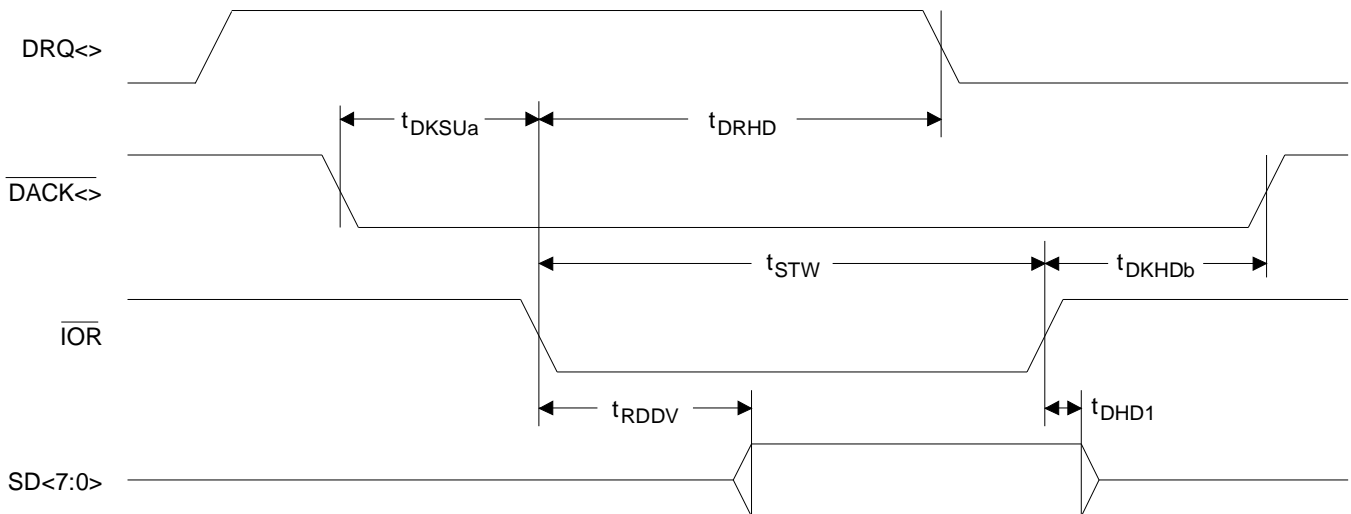 DRQ<>
tDKSUa
tDRHD
DACK<>
tSTW
tDKHDb
IOR
tRDDV
tDHD1
SD<7:0>